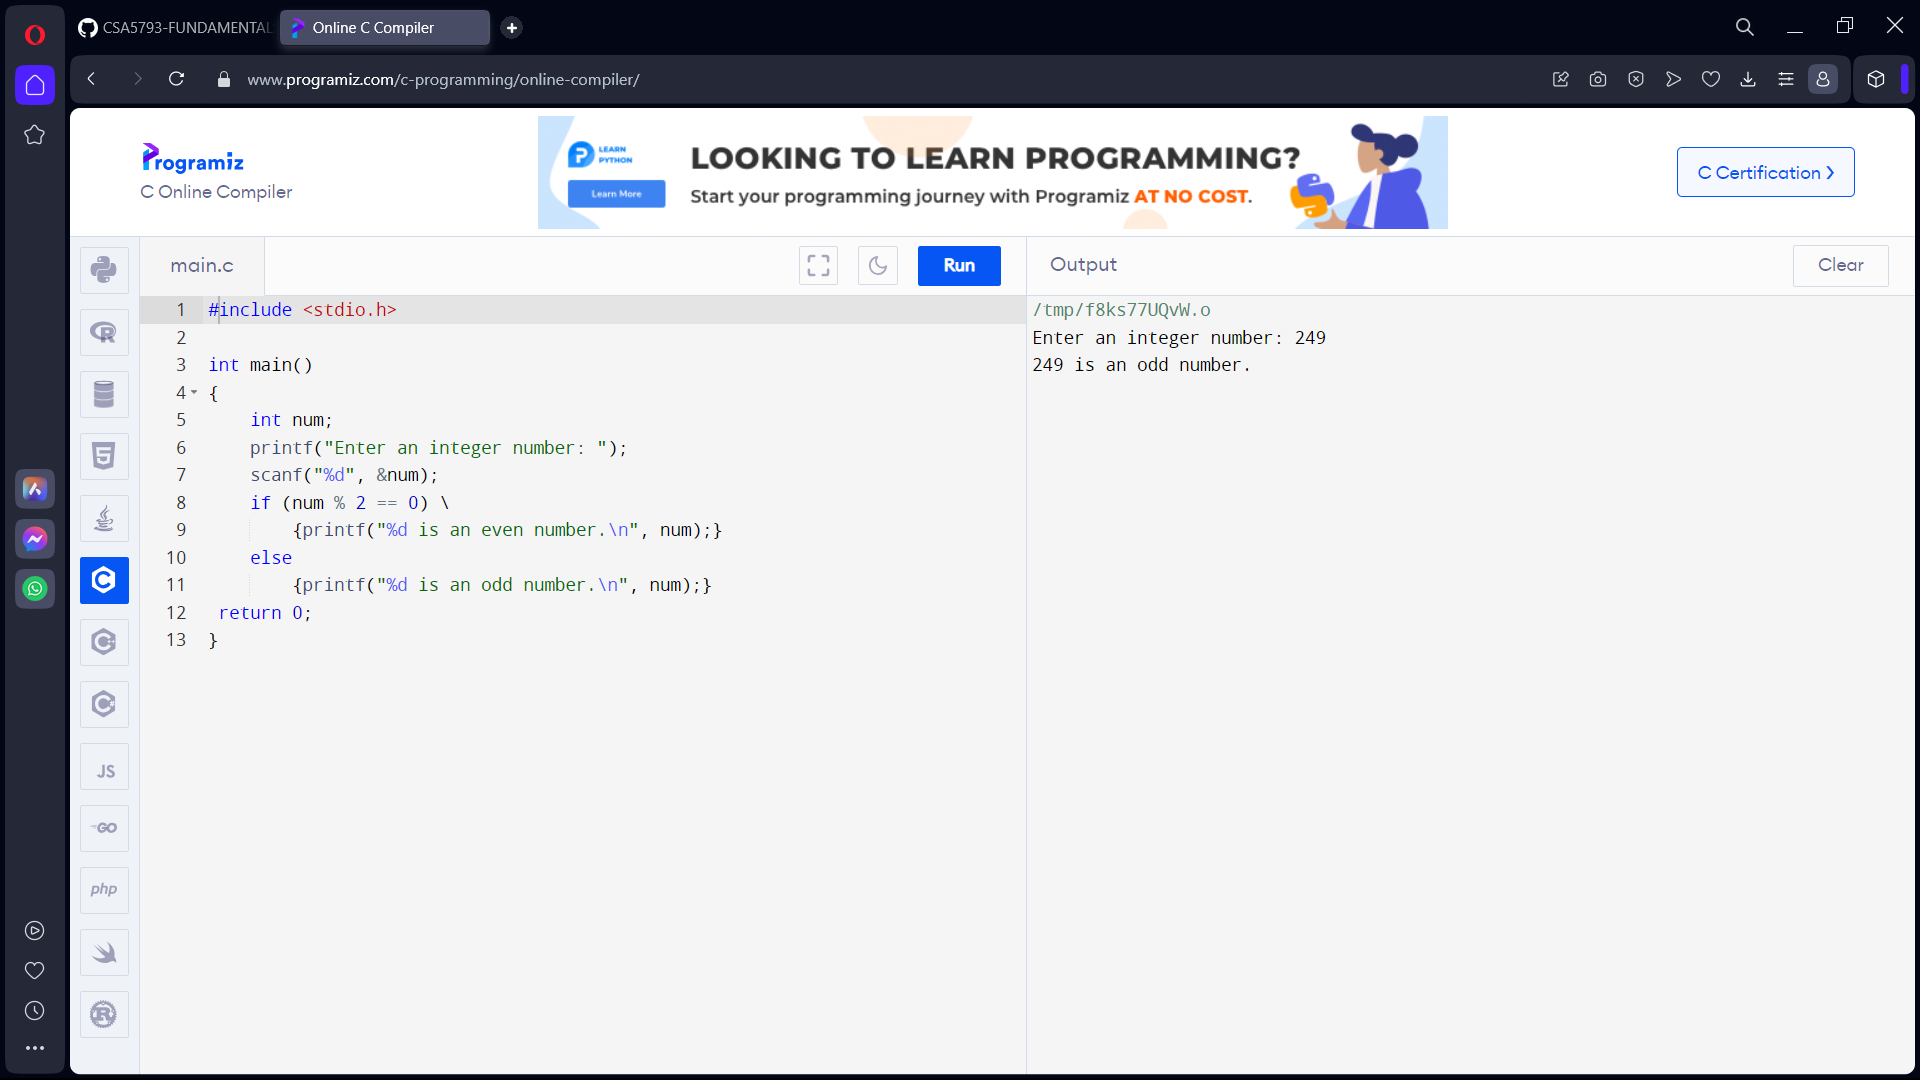 CSA5793-FUNDAMENTAL
Online C Compiler
www.programiz.com/c-programming/online-compiler/
Programiz
C Online Compiler
LEARN
PYTHON
Learn More
LOOKING TO LEARN PROGRAMMING?
Start your programming journey with Programiz AT NO COST.
C Certification
main.c
Run
Output
Clear
1 #include <stdio.h>
2
3 int main()
4 {
5     int num;
6     printf("Enter an integer number: ");
7     scanf("%d", &num);
8     if (num % 2 == 0) \
9         {printf("%d is an even number.\n", num);}
10     else
11         {printf("%d is an odd number.\n", num);}
12  return 0;
13 }
/tmp/f8ks77UQvW.o
Enter an integer number: 249
249 is an odd number.
R
5
C
C
C
JS
GO
php
R